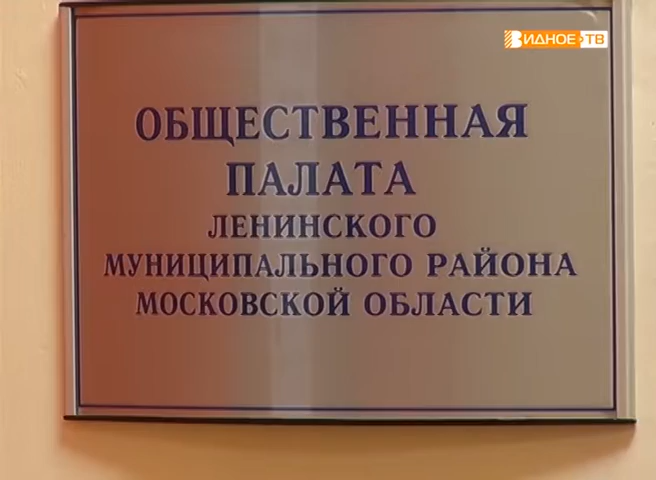 ВИДНОЕ-ТВ
ОБЩЕСТВЕННАЯ
ПАЛАТА
ЛЕНИНСКОГО
МУНИЦИПАЛЬНОГО РАЙОНА
МОСКОВСКОЙ ОБЛАСТИ